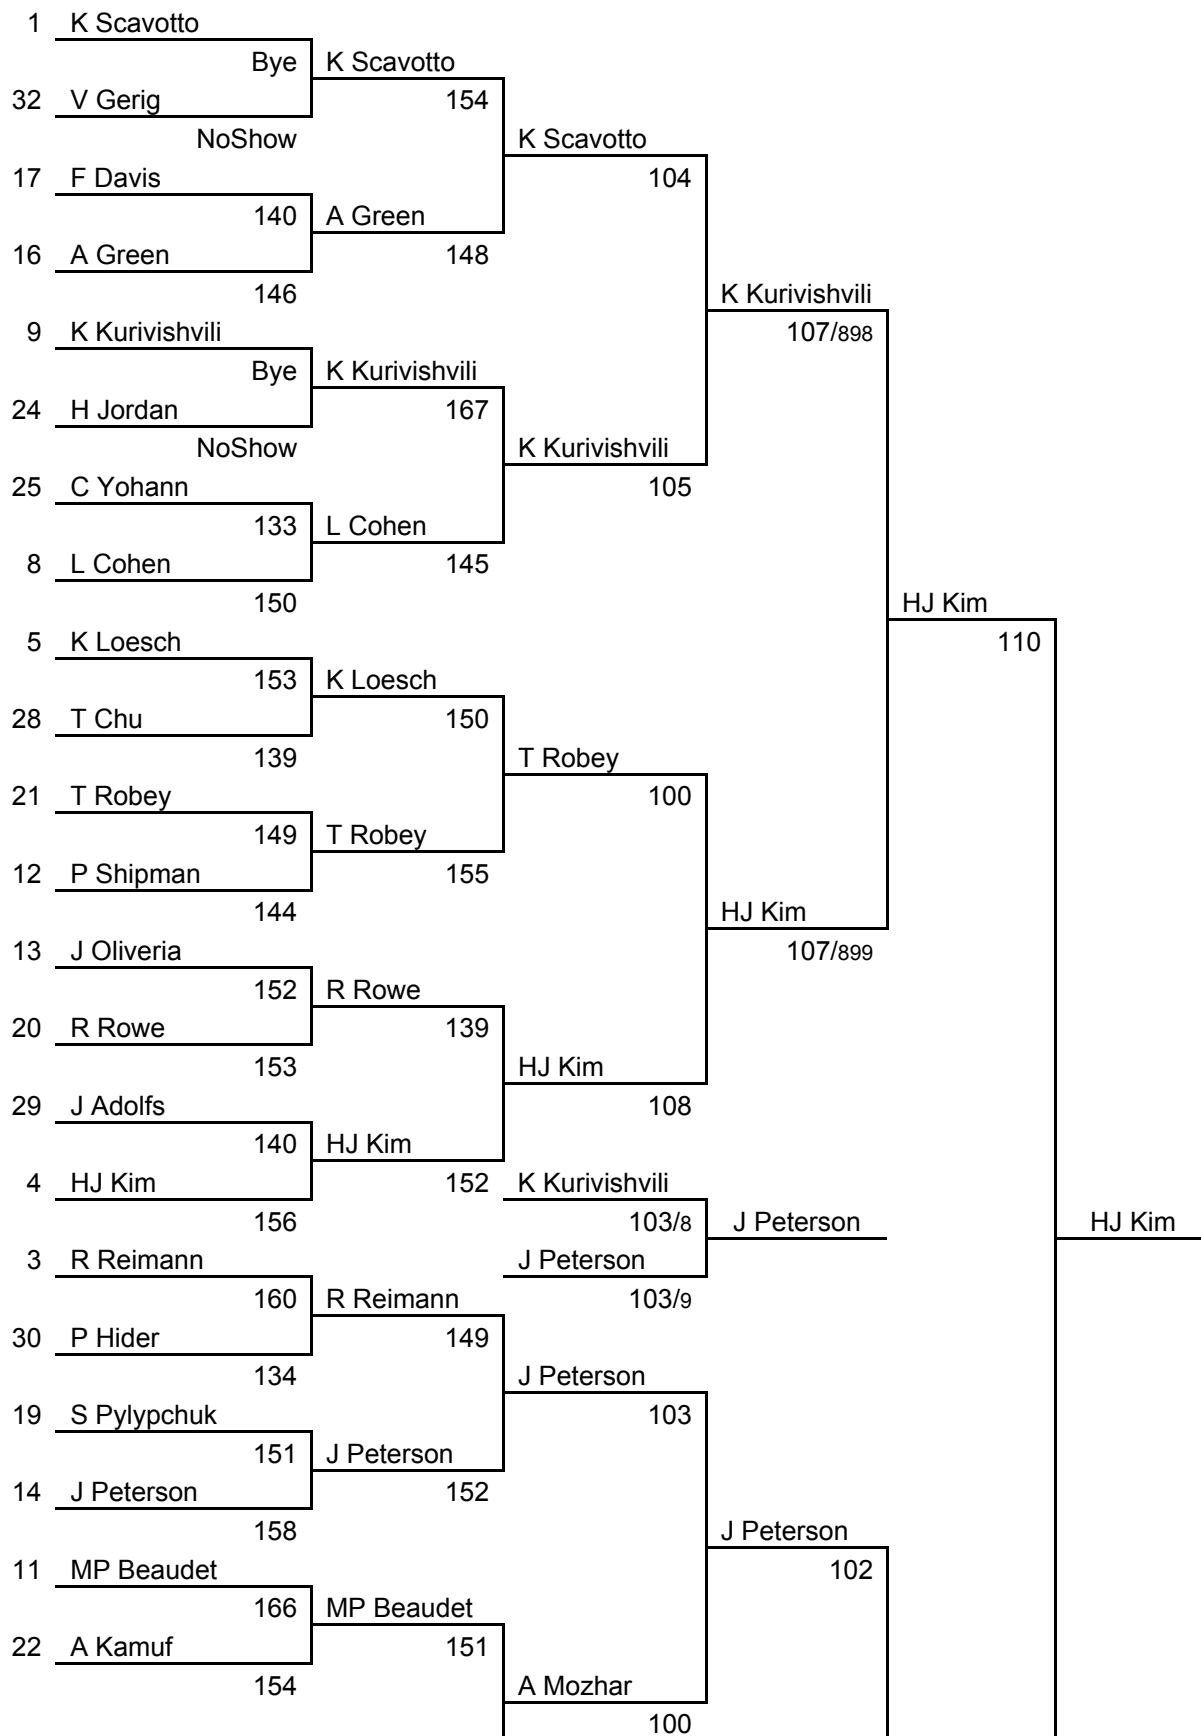 1 K Scavotto
Bye K Scavotto
32 V Gerig 154
NoShow K Scavotto
17 F Davis 104
140 A Green
16 A Green 148
146 K Kurivishvili
9 K Kurivishvili 107/898
Bye K Kurivishvili
24 H Jordan 167
NoShow K Kurivishvili
25 C Yohann 105
133 L Cohen
8 L Cohen 145
150 HJ Kim
5 K Loesch 110
153 K Loesch
28 T Chu 150
139 T Robey
21 T Robey 100
149 T Robey
12 P Shipman 155
144 HJ Kim
13 J Oliveria 107/899
152 R Rowe
20 R Rowe 139
153 HJ Kim
29 J Adolfs 108
140 HJ Kim
4 HJ Kim 152 K Kurivishvili
156 103/8 J Peterson HJ Kim
3 R Reimann J Peterson
160 R Reimann 103/9
30 P Hider 149
134 J Peterson
19 S Pylypchuk 103
151 J Peterson
14 J Peterson 152
158 J Peterson
11 MP Beaudet 102
166 MP Beaudet
22 A Kamuf 151
154 A Mozhar
100